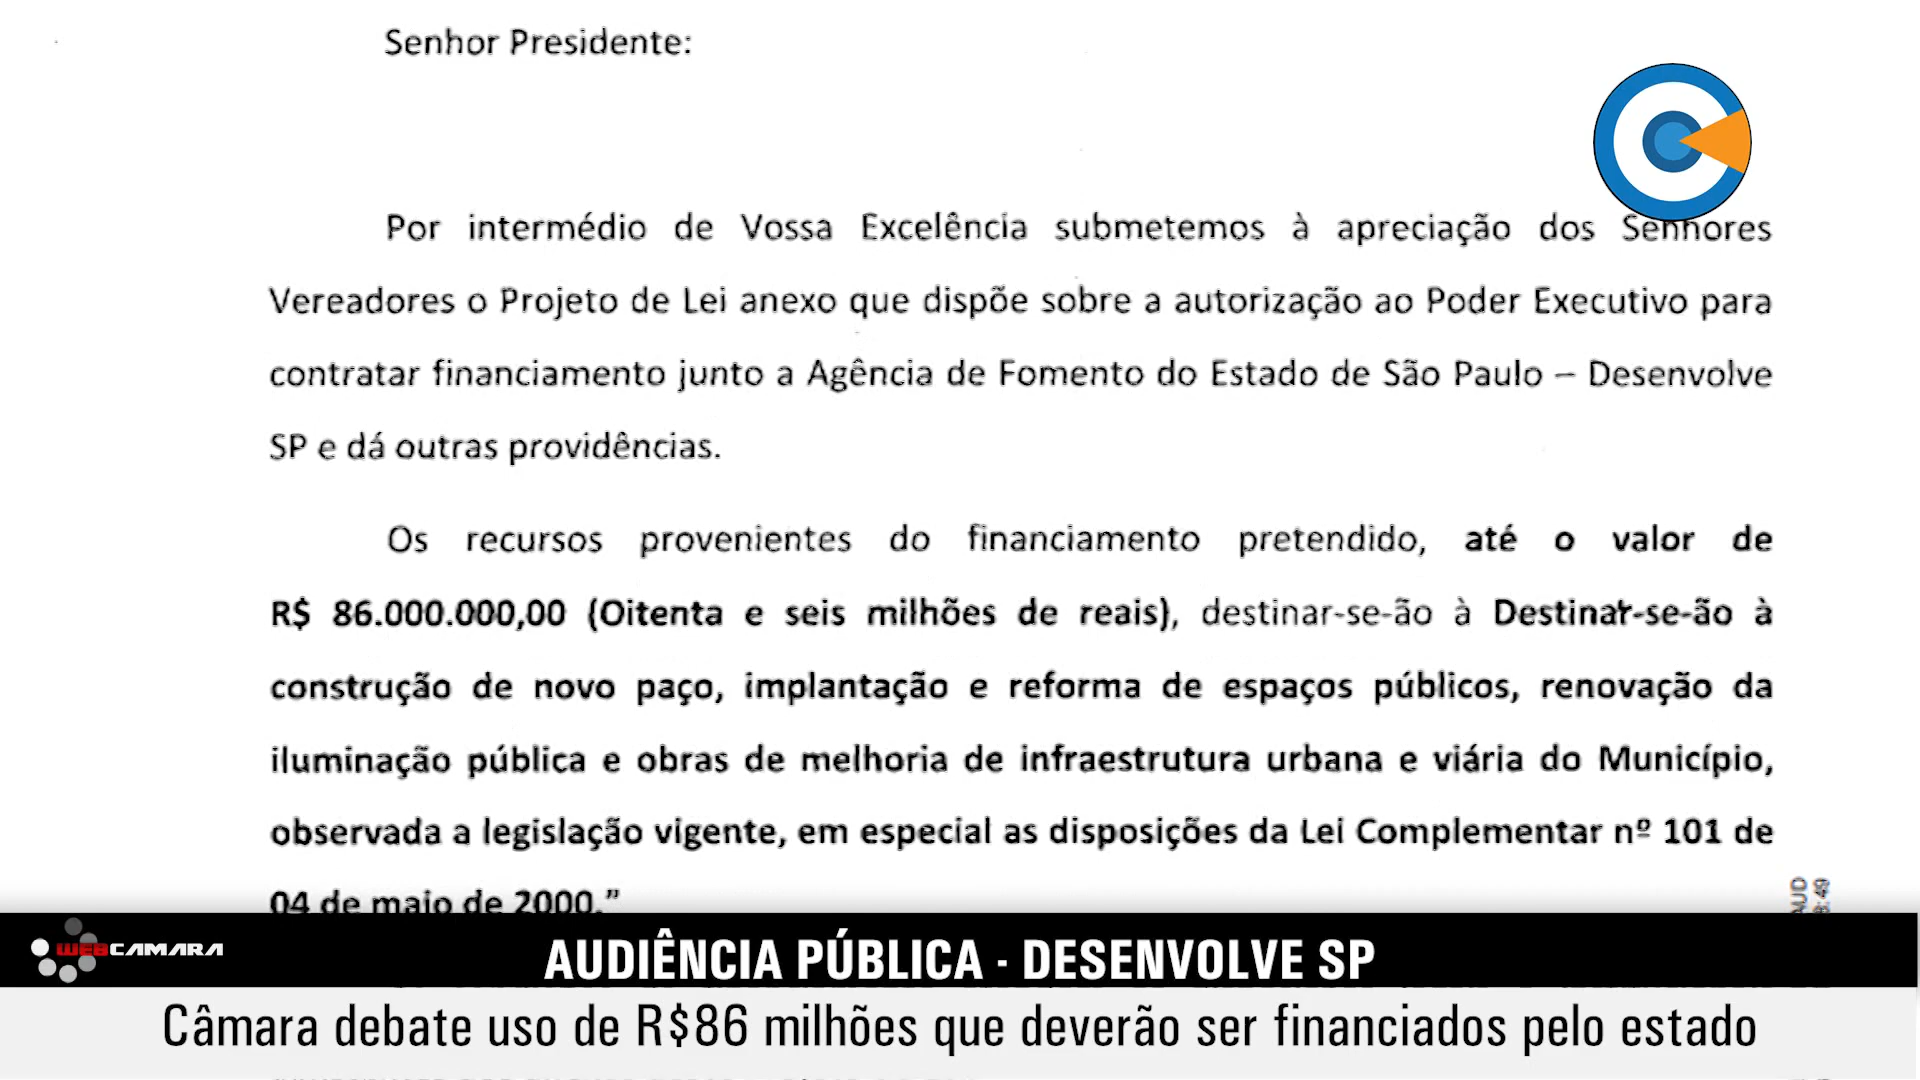 Senhor Presidente:
Por intermédio de Vossa Excelência submetemos à apreciação dos Senhores
Vereadores o Projeto de Lei anexo que dispõe sobre a autorização ao Poder Executivo para
contratar financiamento junto a Agência de Fomento do Estado de São Paulo – Desenvolve
SP e dá outras providências.
Os recursos provenientes do financiamento pretendido, até o valor de
R$ 86.000.000,00 (Oitenta e seis milhões de reais), destinar-se-ão à Destinar-se-ão à
construção de novo paço, implantação e reforma de espaços públicos, renovação da
iluminação pública e obras de melhoria de infraestrutura urbana e viária do Município,
observada a legislação vigente, em especial as disposições da Lei Complementar nº 101 de
04 de maio de 2000.”
WEBCAMARA
AUDIÊNCIA PÚBLICA - DESENVOLVE SP
Câmara debate uso de R$86 milhões que deverão ser financiados pelo estado